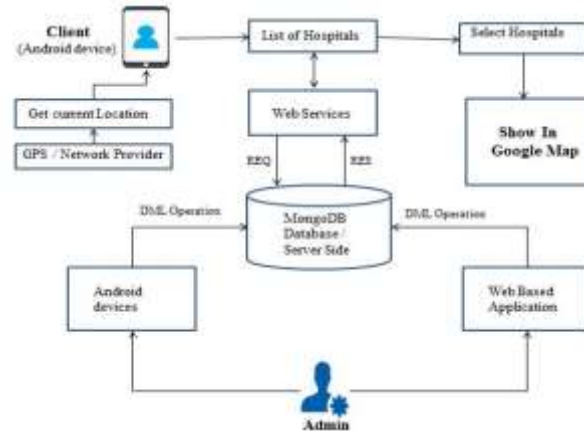 Client
(Android device)
List of Hospitals
Select Hospitals
Get current Location
GPS / Network Provider
Web Services
Show In
Google Map
REQ
RES
DML Operation
DML Operation
MongoDB
Database /
Server Side
Android
devices
Web Based
Application
Admin